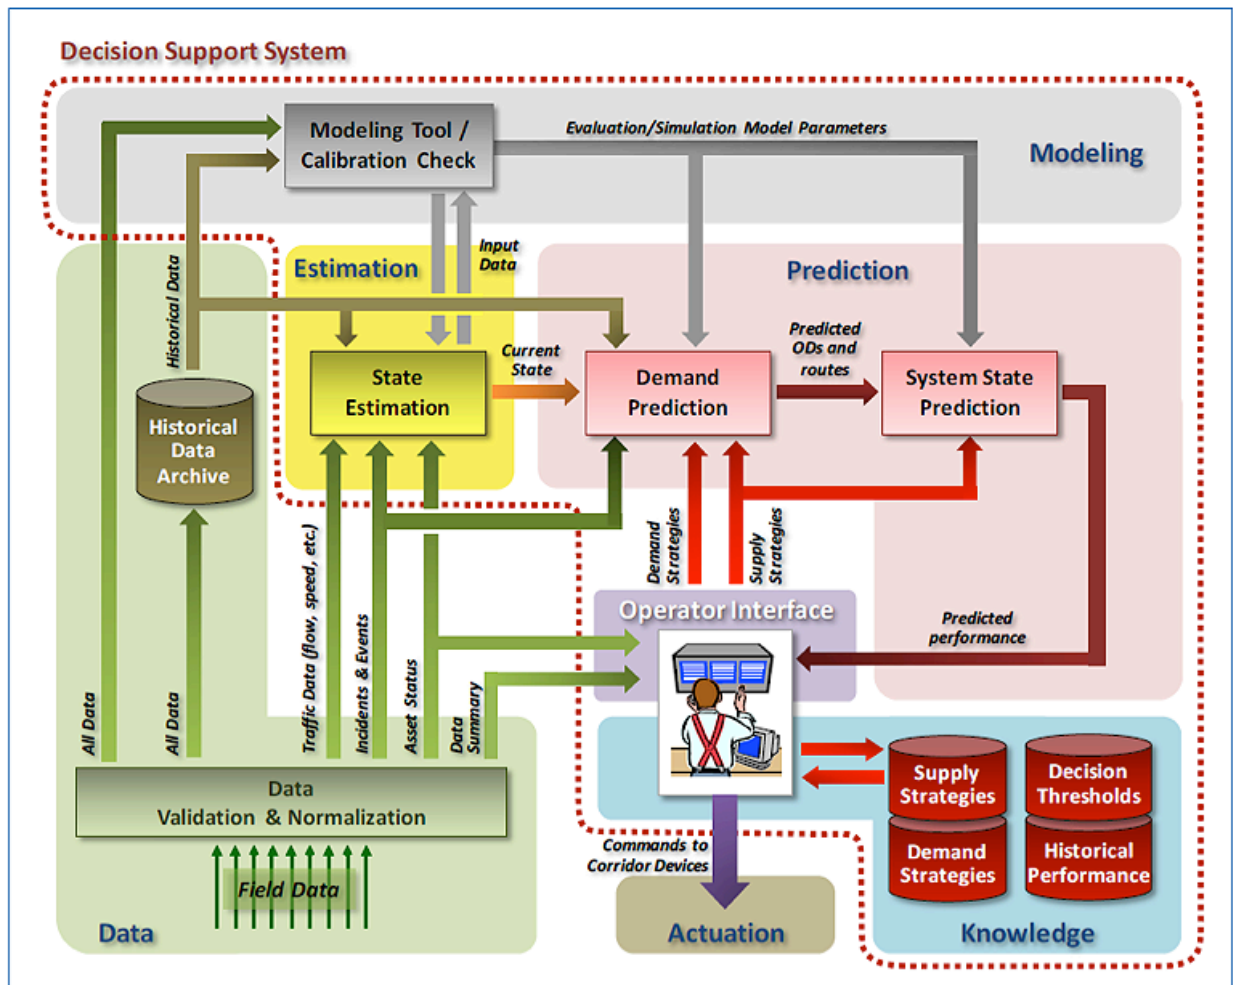 Decision Support System
Modeling Tool /
Calibration Check
Evaluation/Simulation Model Parameters
Modeling
Historical Data
Estimation
Input
Data
Prediction
State
Estimation
Current
State
Demand
Prediction
Predicted
ODs and
routes
System State
Prediction
Historical
Data
Archive
All Data
All Data
Traffic Data (flow, speed, etc.)
Incidents & Events
Asset Status
Data
Summary
Demand
Strategies
Supply
Strategies
Operator Interface
Predicted
performance
Data
Validation & Normalization
Field Data
Data
Commands to
Corridor Devices
Actuation
Supply
Strategies
Decision
Thresholds
Demand
Strategies
Historical
Performance
Knowledge